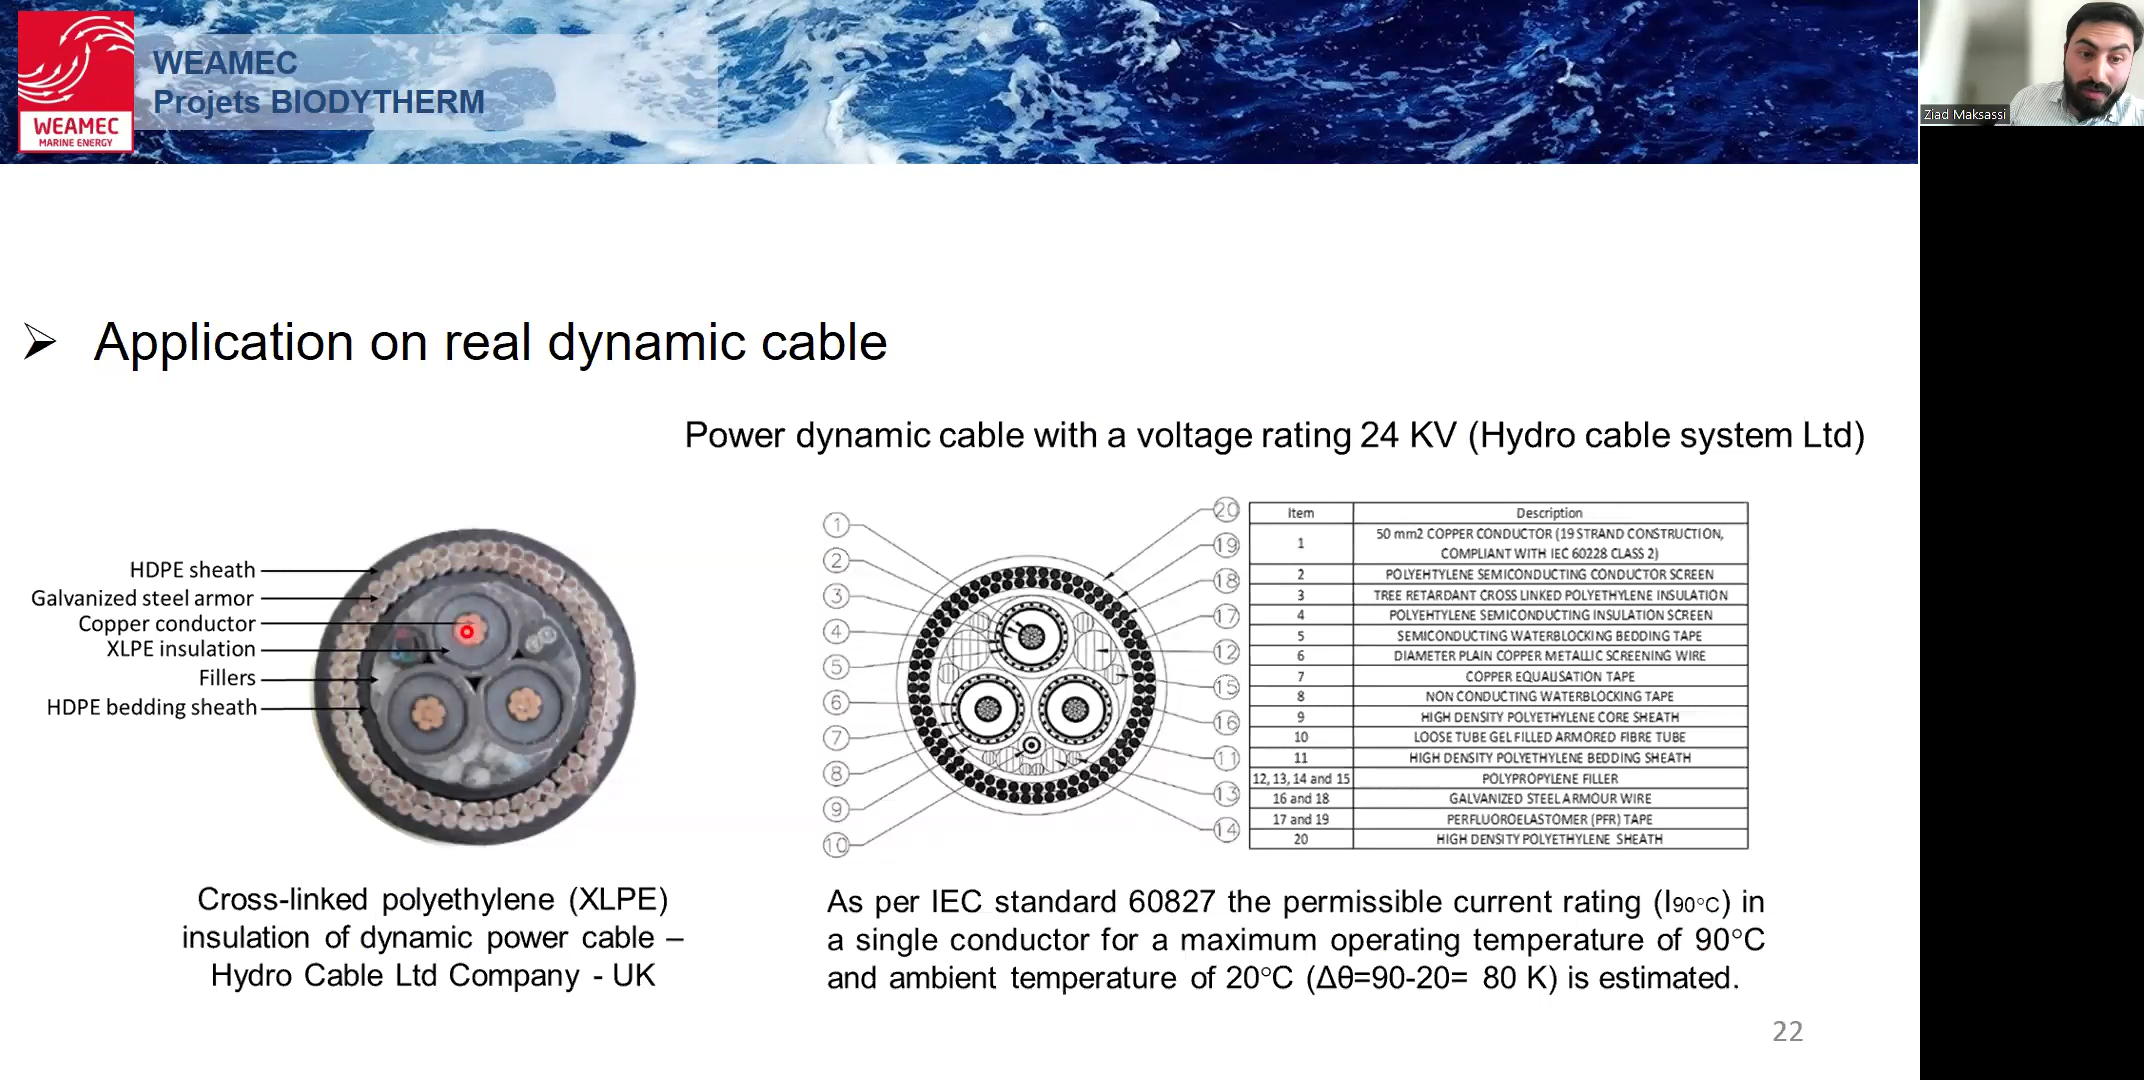 WEAMEC
Projets BIODYTHERM
WEAMEC
MARINE ENERGY
Ziad Maksassi
➢ Application on real dynamic cable
Power dynamic cable with a voltage rating 24 KV (Hydro cable system Ltd)
HDPE sheath
Galvanized steel armor
Copper conductor
XLPE insulation
Fillers
HDPE bedding sheath
Cross-linked polyethylene (XLPE)
insulation of dynamic power cable –
Hydro Cable Ltd Company - UK
1
2
3
4
5
6
7
8
9
10
20
19
18
17
12
15
16
11
13
14
Item Description
1 50 mm2 COPPER CONDUCTOR (19 STRAND CONSTRUCTION,
COMPLIANT WITH IEC 60228 CLASS 2)
2 POLYEHTYLENE SEMICONDUCTING CONDUCTOR SCREEN
3 TREE RETARDANT CROSS LINKED POLYETHYLENE INSULATION
4 POLYEHTYLENE SEMICONDUCTING INSULATION SCREEN
5 SEMICONDUCTING WATERBLOCKING BEDDING TAPE
6 DIAMETER PLAIN COPPER METALLIC SCREENING WIRE
7 COPPER EQUALISATION TAPE
8 NON CONDUCTING WATERBLOCKING TAPE
9 HIGH DENSITY POLYETHYLENE CORE SHEATH
10 LOOSE TUBE GEL FILLED ARMORED FIBRE TUBE
11 HIGH DENSITY POLYETHYLENE BEDDING SHEATH
12, 13, 14 and 15 POLYPROPYLENE FILLER
16 and 18 GALVANIZED STEEL ARMOUR WIRE
17 and 19 PERFLUOROELASTOMER (PFR) TAPE
20 HIGH DENSITY POLYETHYLENE SHEATH
As per IEC standard 60827 the permissible current rating (I90°C) in
a single conductor for a maximum operating temperature of 90°C
and ambient temperature of 20°C (Δθ=90-20= 80 K) is estimated.
22